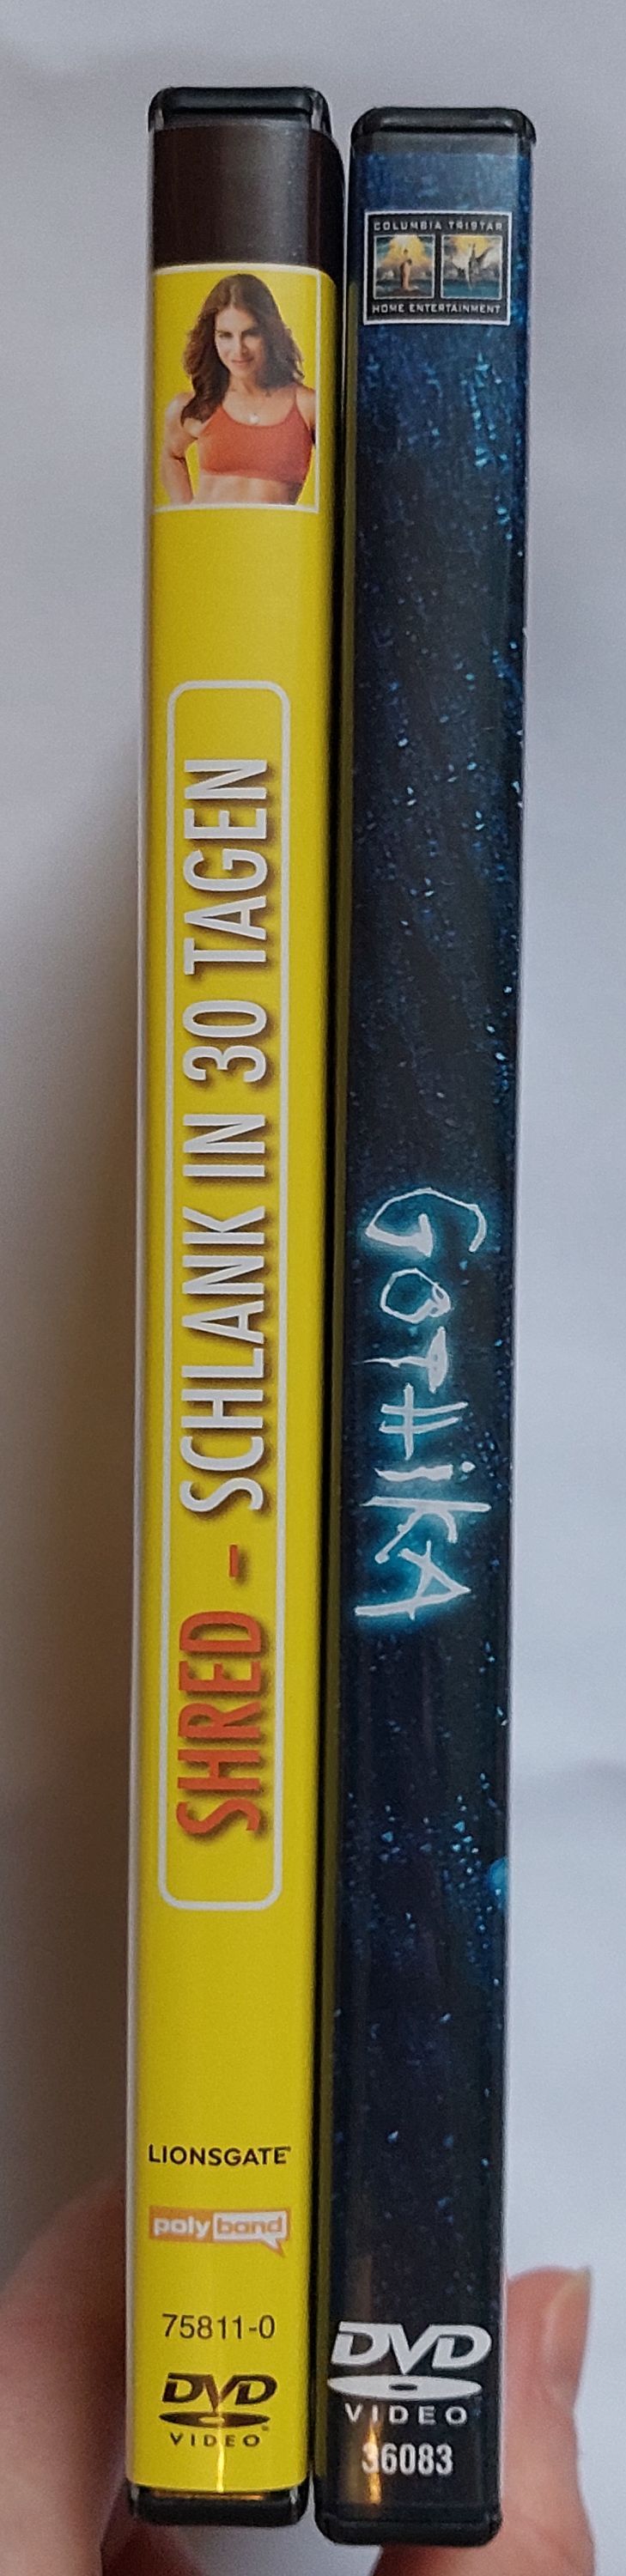 SHRED - SCHLANK IN 30 TAGEN
LIONSGATE
polyband
75811-0
DVD
VIDEO
COLUMBIA TRISTAR
HOME ENTERTAINMENT
GOTHiKA
DVD
VIDEO
36083